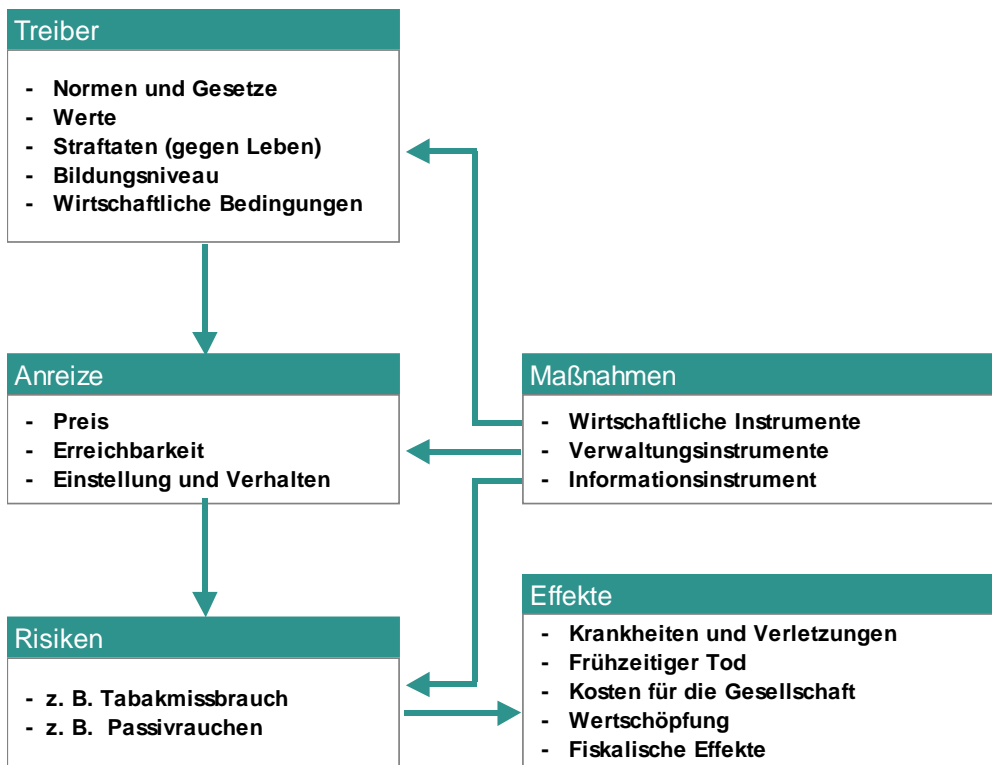 Treiber
- Normen und Gesetze
- Werte
- Straftaten (gegen Leben)
- Bildungsniveau
- Wirtschaftliche Bedingungen
Anreize
- Preis
- Erreichbarkeit
- Einstellung und Verhalten
Maßnahmen
- Wirtschaftliche Instrumente
- Verwaltungsinstrumente
- Informationsinstrument
Risiken
- z. B. Tabakmissbrauch
- z. B. Passivrauchen
Effekte
- Krankheiten und Verletzungen
- Frühzeitiger Tod
- Kosten für die Gesellschaft
- Wertschöpfung
- Fiskalische Effekte